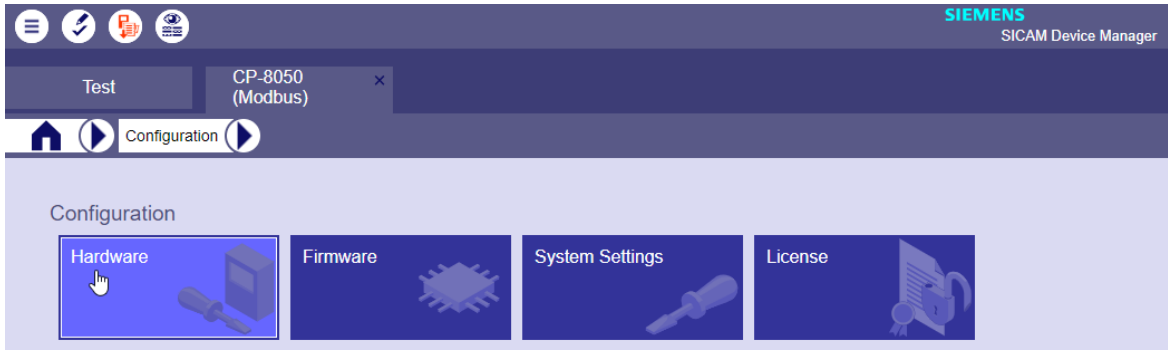 SIEMENS
SICAM Device Manager
Test
CP-8050
(Modbus)
Configuration
Configuration
Hardware
Firmware
System Settings
License